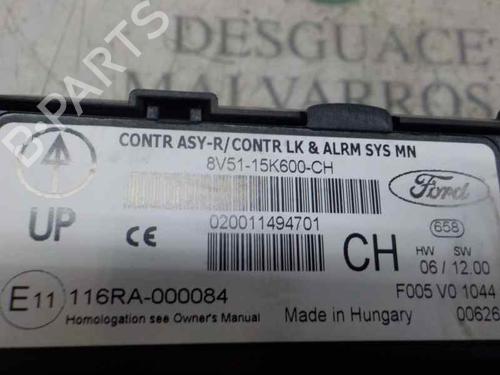 DESGUACE
MALVARROS
B-PARTS
CONTR ASY-R/CONTR LK & ALRM SYS MN
8V51-15K600-CH
Ford
UP
CE
020011494701
CH
658
HW SW
06 / 12.00
E11 116RA-000084
F005 V0 1044
Homologation see Owner's Manual
Made in Hungary
00626